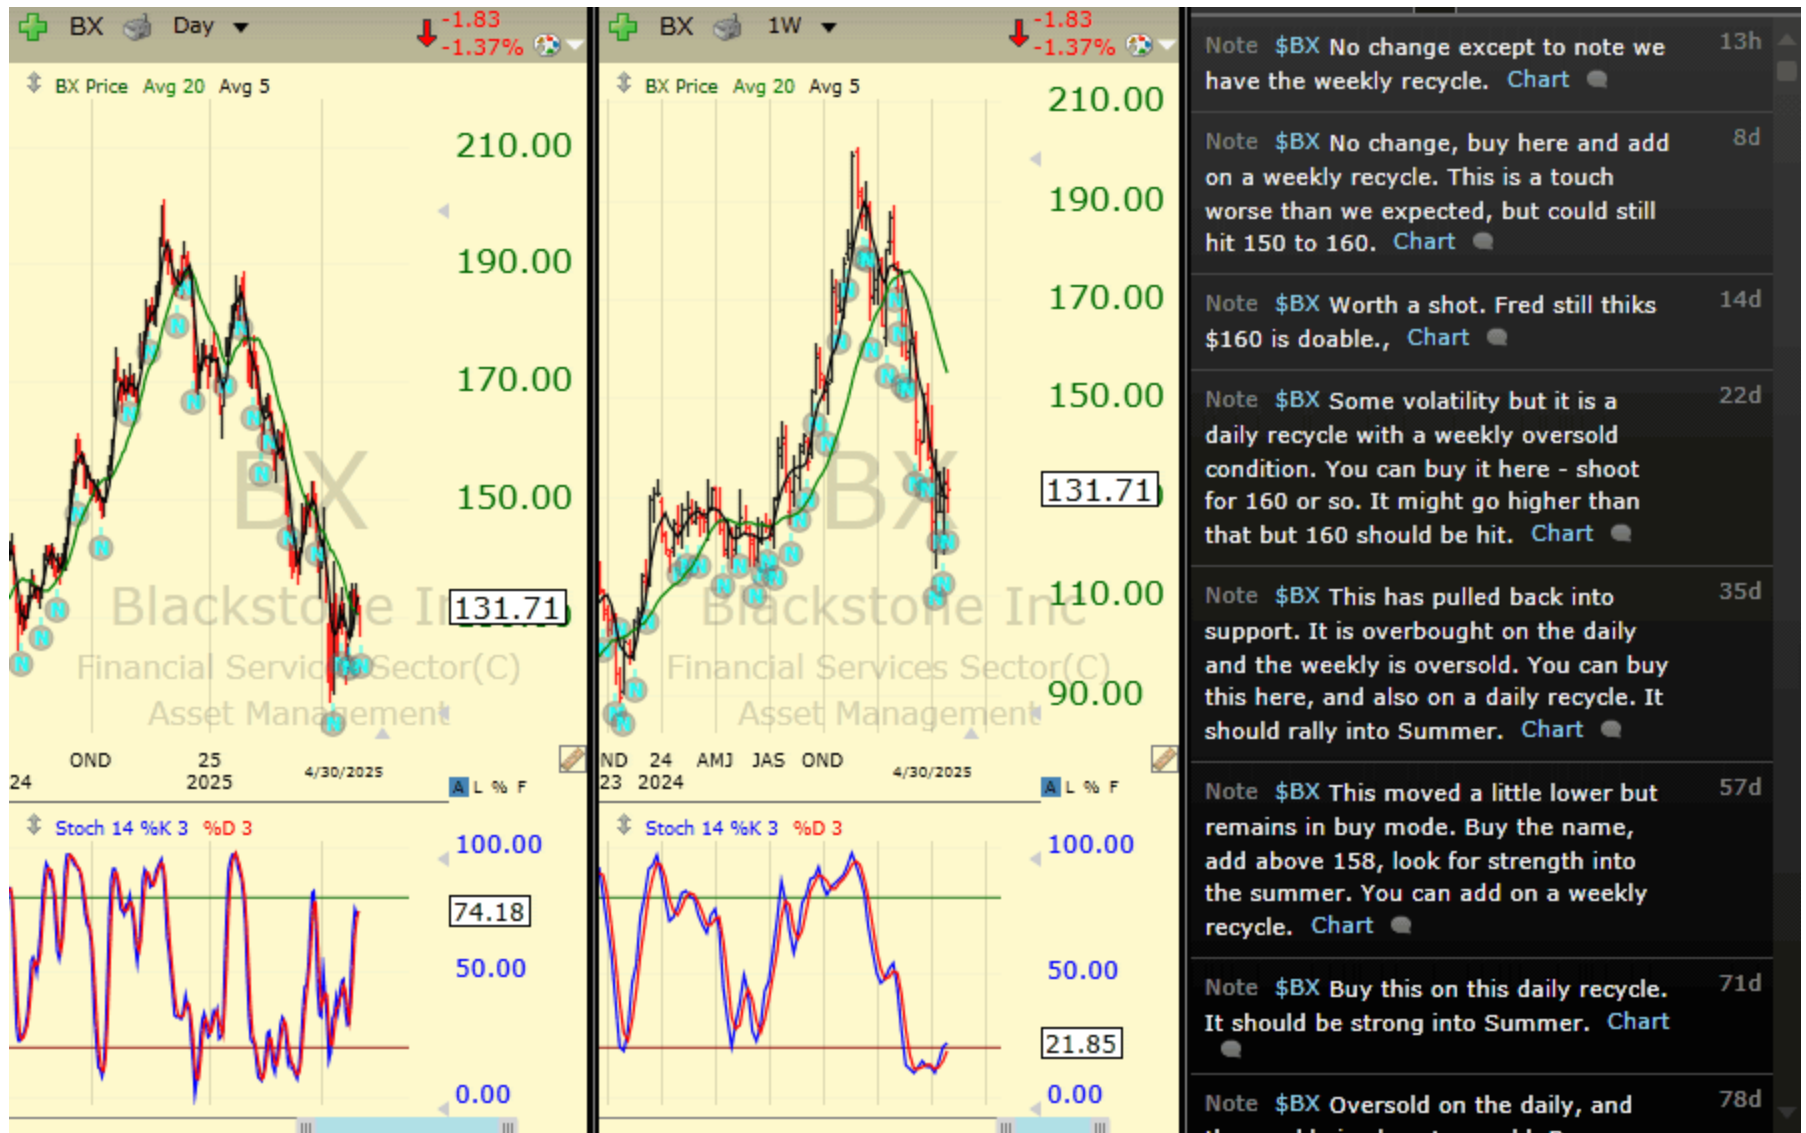 BX Day
-1.83
-1.37%
BX Price Avg 20 Avg 5
210.00
190.00
170.00
150.00
131.71
BX
Blackstone Inc
Financial Services Sector(C)
Asset Management
OND 25
24 2025 4/30/2025
A L % F
Stoch 14 %K 3 %D 3
100.00
74.18
50.00
0.00
BX 1W
-1.83
-1.37%
BX Price Avg 20 Avg 5
210.00
190.00
170.00
150.00
131.71
110.00
90.00
BX
Blackstone Inc
Financial Services Sector(C)
Asset Management
ND 24 AMJ JAS OND
23 2024 4/30/2025
A L % F
Stoch 14 %K 3 %D 3
100.00
50.00
21.85
0.00
Note $BX No change except to note we 13h
have the weekly recycle. Chart
Note $BX No change, buy here and add 8d
on a weekly recycle. This is a touch
worse than we expected, but could still
hit 150 to 160. Chart
Note $BX Worth a shot. Fred still thiks 14d
$160 is doable., Chart
Note $BX Some volatility but it is a 22d
daily recycle with a weekly oversold
condition. You can buy it here - shoot
for 160 or so. It might go higher than
that but 160 should be hit. Chart
Note $BX This has pulled back into 35d
support. It is overbought on the daily
and the weekly is oversold. You can buy
this here, and also on a daily recycle. It
should rally into Summer. Chart
Note $BX This moved a little lower but 57d
remains in buy mode. Buy the name,
add above 158, look for strength into
the summer. You can add on a weekly
recycle. Chart
Note $BX Buy this on this daily recycle. 71d
It should be strong into Summer. Chart
Note $BX Oversold on the daily, and 78d